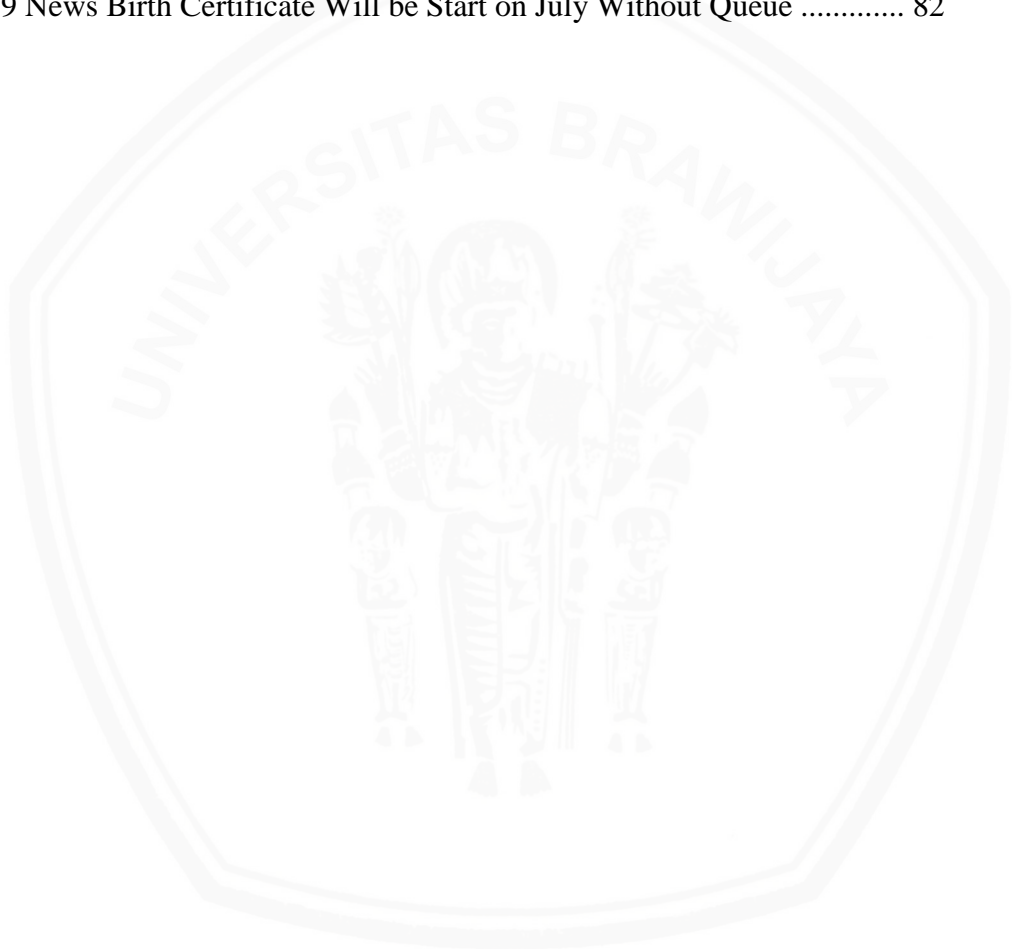 9 News Birth Certificate Will be Start on July Without Queue ............. 82
UNIVERSITAS BRAWIJAYA